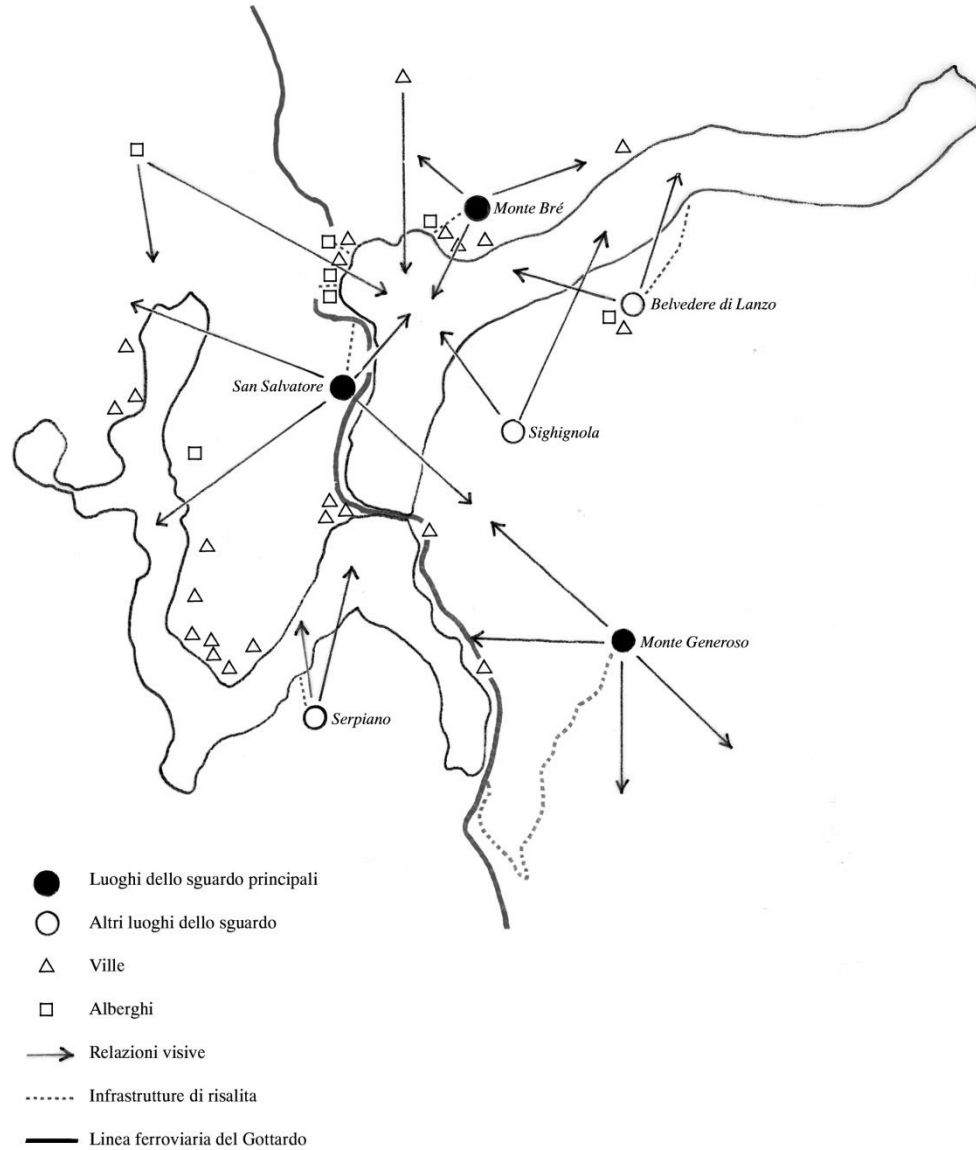 Monte Bré
Belvedere di Lanzo
San Salvatore
Sighignola
Monte Generoso
Serpiano
Luoghi dello sguardo principali
Altri luoghi dello sguardo
Ville
Alberghi
Relazioni visive
Infrastrutture di risalita
Linea ferroviaria del Gottardo